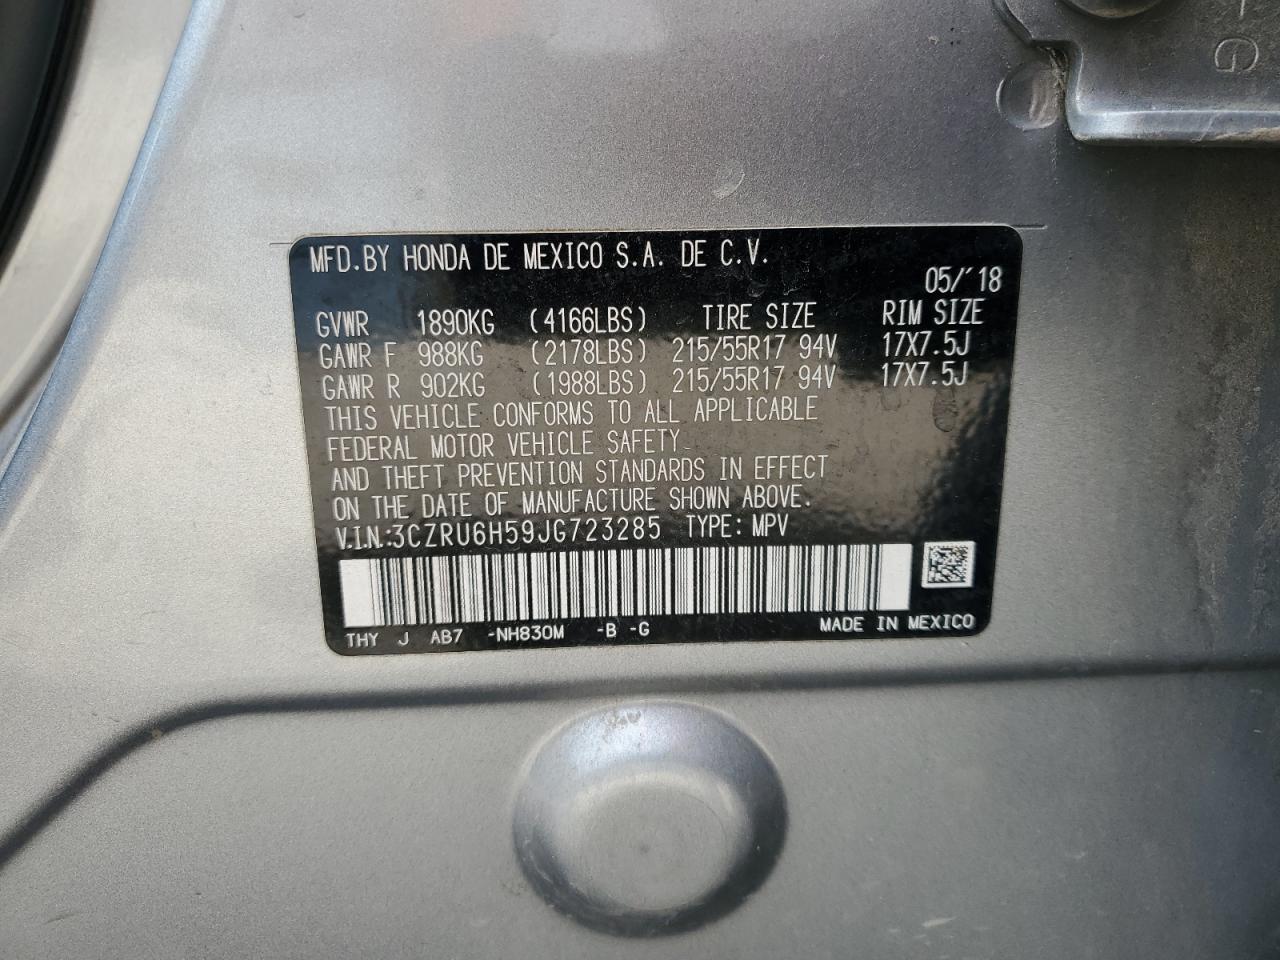 G
MFD.BY HONDA DE MEXICO S.A. DE C.V.
05/'18
GVWR 1890KG (4166LBS) TIRE SIZE RIM SIZE
GAWR F 988KG (2178LBS) 215/55R17 94V 17X7.5J
GAWR R 902KG (1988LBS) 215/55R17 94V 17X7.5J
THIS VEHICLE CONFORMS TO ALL APPLICABLE
FEDERAL MOTOR VEHICLE SAFETY
AND THEFT PREVENTION STANDARDS IN EFFECT
ON THE DATE OF MANUFACTURE SHOWN ABOVE.
V.I.N.:3CZRU6H59JG723285 TYPE: MPV
THY J AB7 -NH830M -B -G MADE IN MEXICO